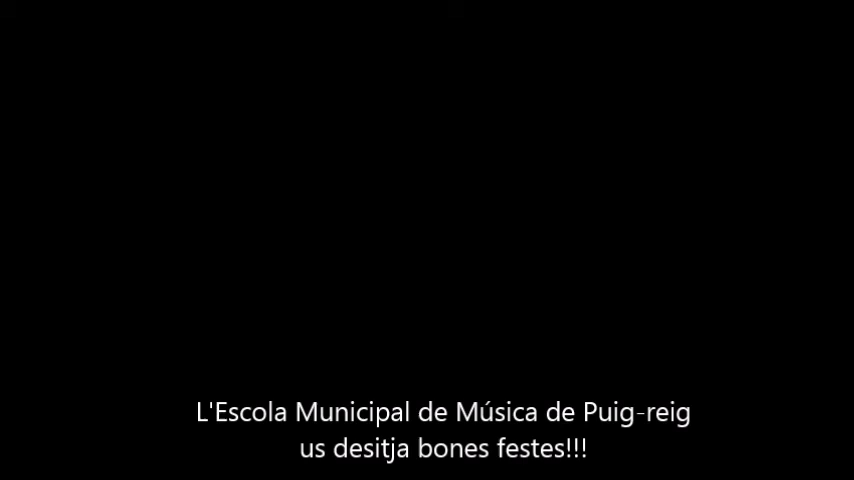 L'Escola Municipal de Música de Puig-reig
us desitja bones festes!!!